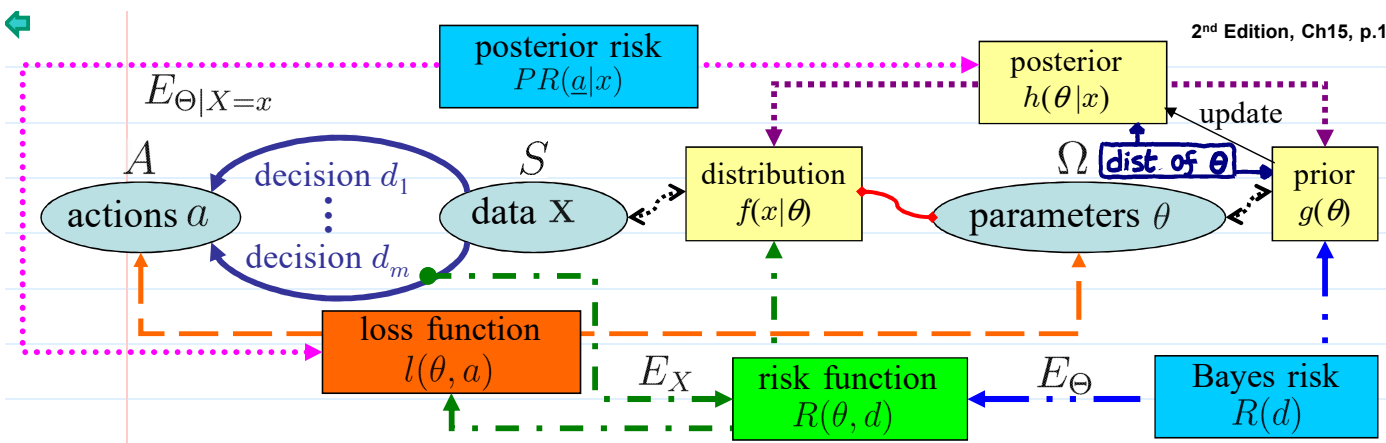 2nd Edition, Ch15, p.1
posterior risk
PR(a|x)
posterior
h(θ|x)
E_{Θ|X=x}
update
A
S
Ω
dist. of θ
decision d_1
distribution
f(x|θ)
prior
g(θ)
actions a
data X
parameters θ
decision d_m
loss function
l(θ, a)
E_X
risk function
R(θ, d)
E_Θ
Bayes risk
R(d)